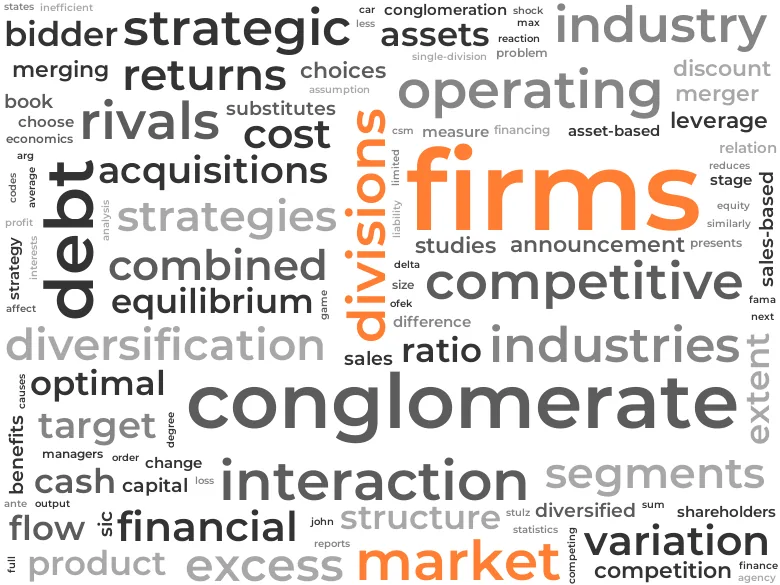 states inefficient
bidder strategic
car conglomeration shock
less assets max
reaction
industry
single-division problem
merging returns choices
assumption
operating discount
merger
book
choose
economics
rivals substitutes
cost
divisions
csm measure financing asset-based leverage
relation
arg
codes average
debt acquisitions
limited
firms
reduces
stage
equity
similarly
sales-based
profit
analysis strategies
liability
studies announcement presents
strategy interests
combined
delta
size
competitive
affect
equilibrium game
ofek
fama
next
difference
diversification
sales ratio industries
extent
causes optimal
conglomerate
target degree
benefits
managers order change
cash capital loss
interaction segments
ante output
flow sic financial
john structure stulz diversified sum shareholders
statistics
reports
full product excess market
competing variation
competition finance
agency